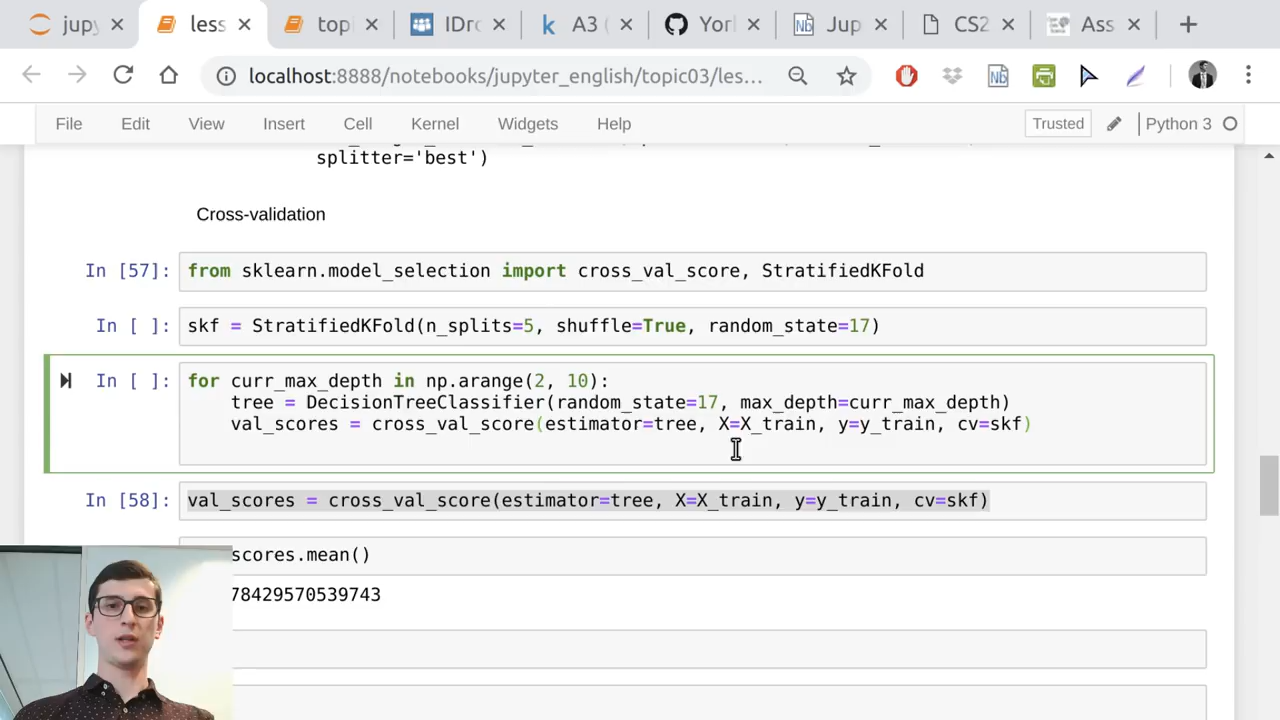 jupy
less
topi
IDro
A3 (
Yor
Jup
CS2
Ass
localhost:8888/notebooks/jupyter_english/topic03/les...
File Edit View Insert Cell Kernel Widgets Help Trusted Python 3
splitter='best')
Cross-validation
In [57]: from sklearn.model_selection import cross_val_score, StratifiedKFold
In [ ]: skf = StratifiedKFold(n_splits=5, shuffle=True, random_state=17)
In [ ]: for curr_max_depth in np.arange(2, 10):
tree = DecisionTreeClassifier(random_state=17, max_depth=curr_max_depth)
val_scores = cross_val_score(estimator=tree, X=X_train, y=y_train, cv=skf)
In [58]: val_scores = cross_val_score(estimator=tree, X=X_train, y=y_train, cv=skf)
scores.mean()
78429570539743